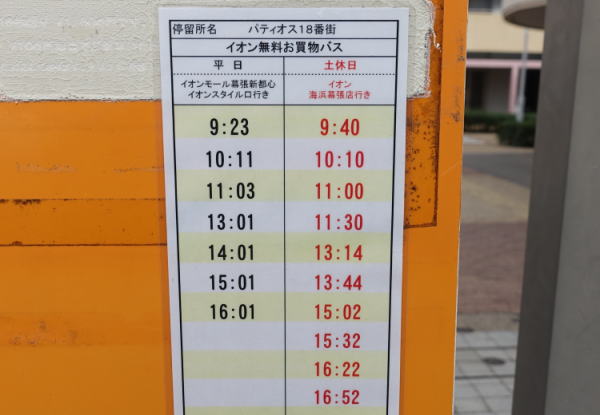 停留所名 パティオス18番街
イオン無料お買物バス
平 日 土休日
イオンモール幕張新都心 イオン
イオンスタイル口行き 海浜幕張店行き
9:23 9:40
10:11 10:10
11:03 11:00
13:01 11:30
14:01 13:14
15:01 13:44
16:01 15:02
15:32
16:22
16:52